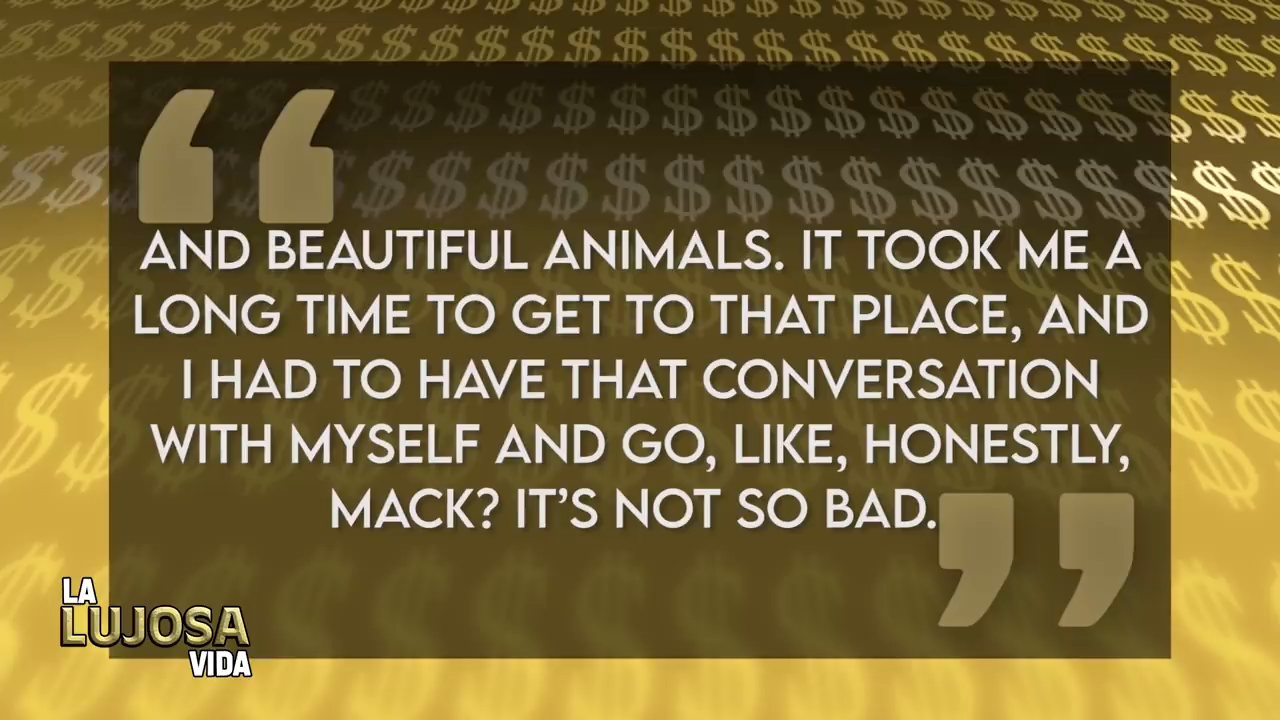 AND BEAUTIFUL ANIMALS. IT TOOK ME A
LONG TIME TO GET TO THAT PLACE, AND
I HAD TO HAVE THAT CONVERSATION
WITH MYSELF AND GO, LIKE, HONESTLY,
MACK? IT'S NOT SO BAD.
LA
LUJOSA
VIDA